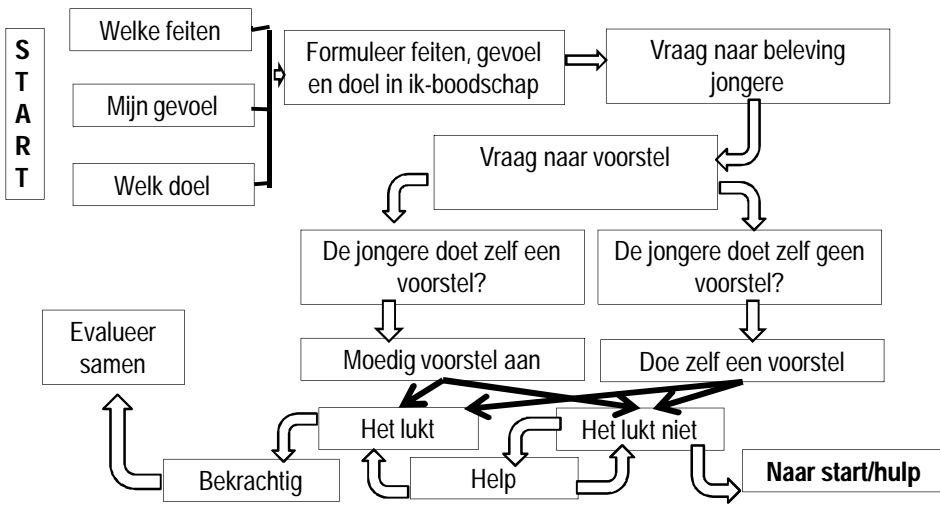 START
Welke feiten
Mijn gevoel
Welk doel
Formuleer feiten, gevoel
en doel in ik-boodschap
Vraag naar beleving
jongere
Vraag naar voorstel
De jongere doet zelf een
voorstel?
De jongere doet zelf geen
voorstel?
Moedig voorstel aan
Doe zelf een voorstel
Evalueer
samen
Het lukt
Het lukt niet
Bekrachtig
Help
Naar start/hulp